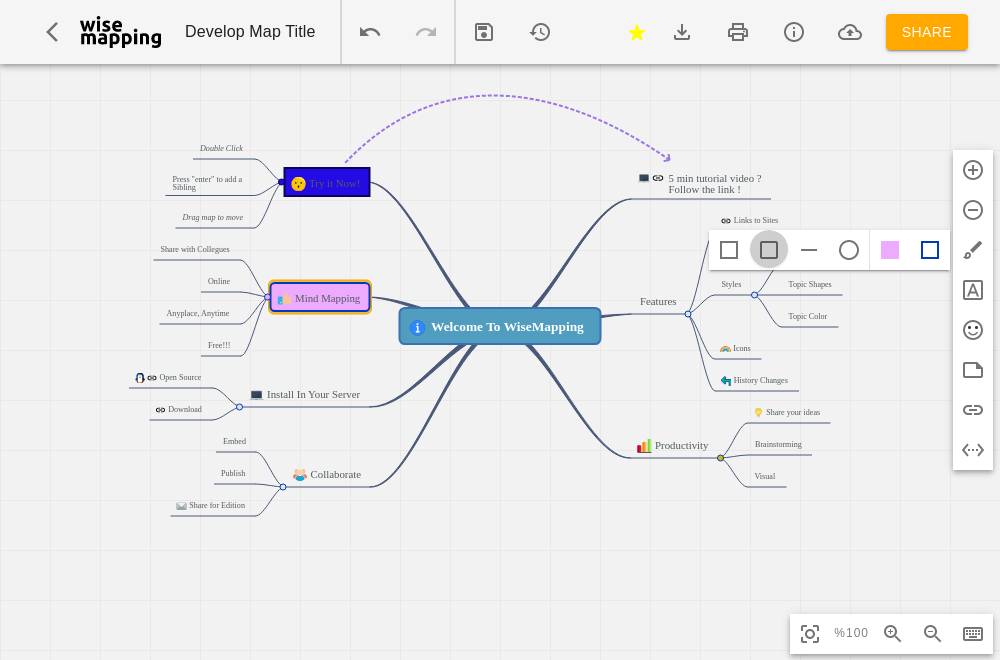 wise
mapping
Develop Map Title
SHARE
Double Click
Press "enter" to add a
Sibling
Drag map to move
Try it Now!
5 min tutorial video ?
Follow the link !
Links to Sites
Share with Collegues
Online
Anyplace, Anytime
Free!!!
Mind Mapping
Features
Styles
Topic Shapes
Topic Color
Icons
History Changes
Welcome To WiseMapping
Open Source
Download
Install In Your Server
Embed
Publish
Share for Edition
Collaborate
Productivity
Share your ideas
Brainstorming
Visual
A
%100